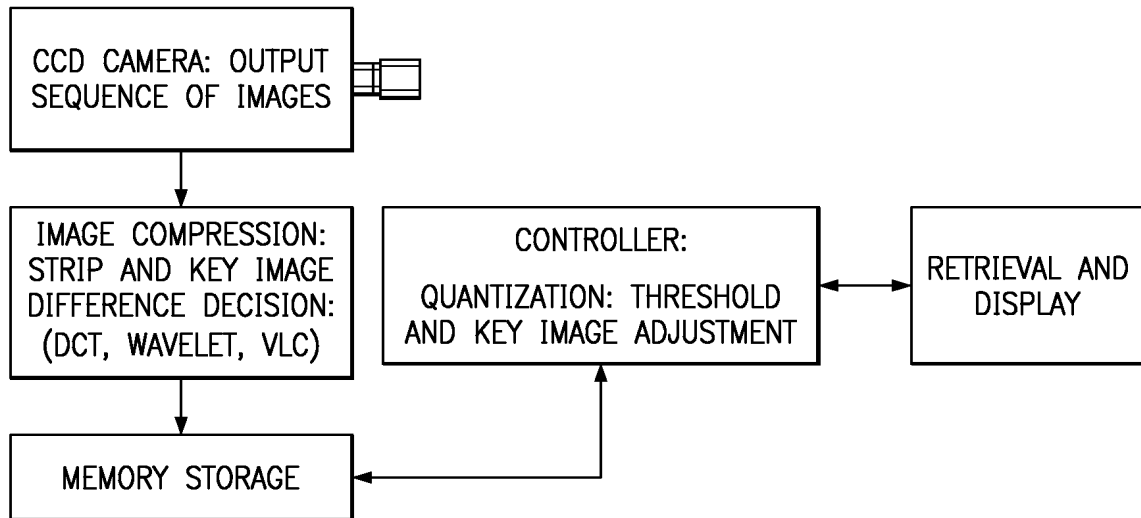 CCD CAMERA: OUTPUT
SEQUENCE OF IMAGES
IMAGE COMPRESSION:
STRIP AND KEY IMAGE
DIFFERENCE DECISION:
(DCT, WAVELET, VLC)
CONTROLLER:
QUANTIZATION: THRESHOLD
AND KEY IMAGE ADJUSTMENT
RETRIEVAL AND
DISPLAY
MEMORY STORAGE